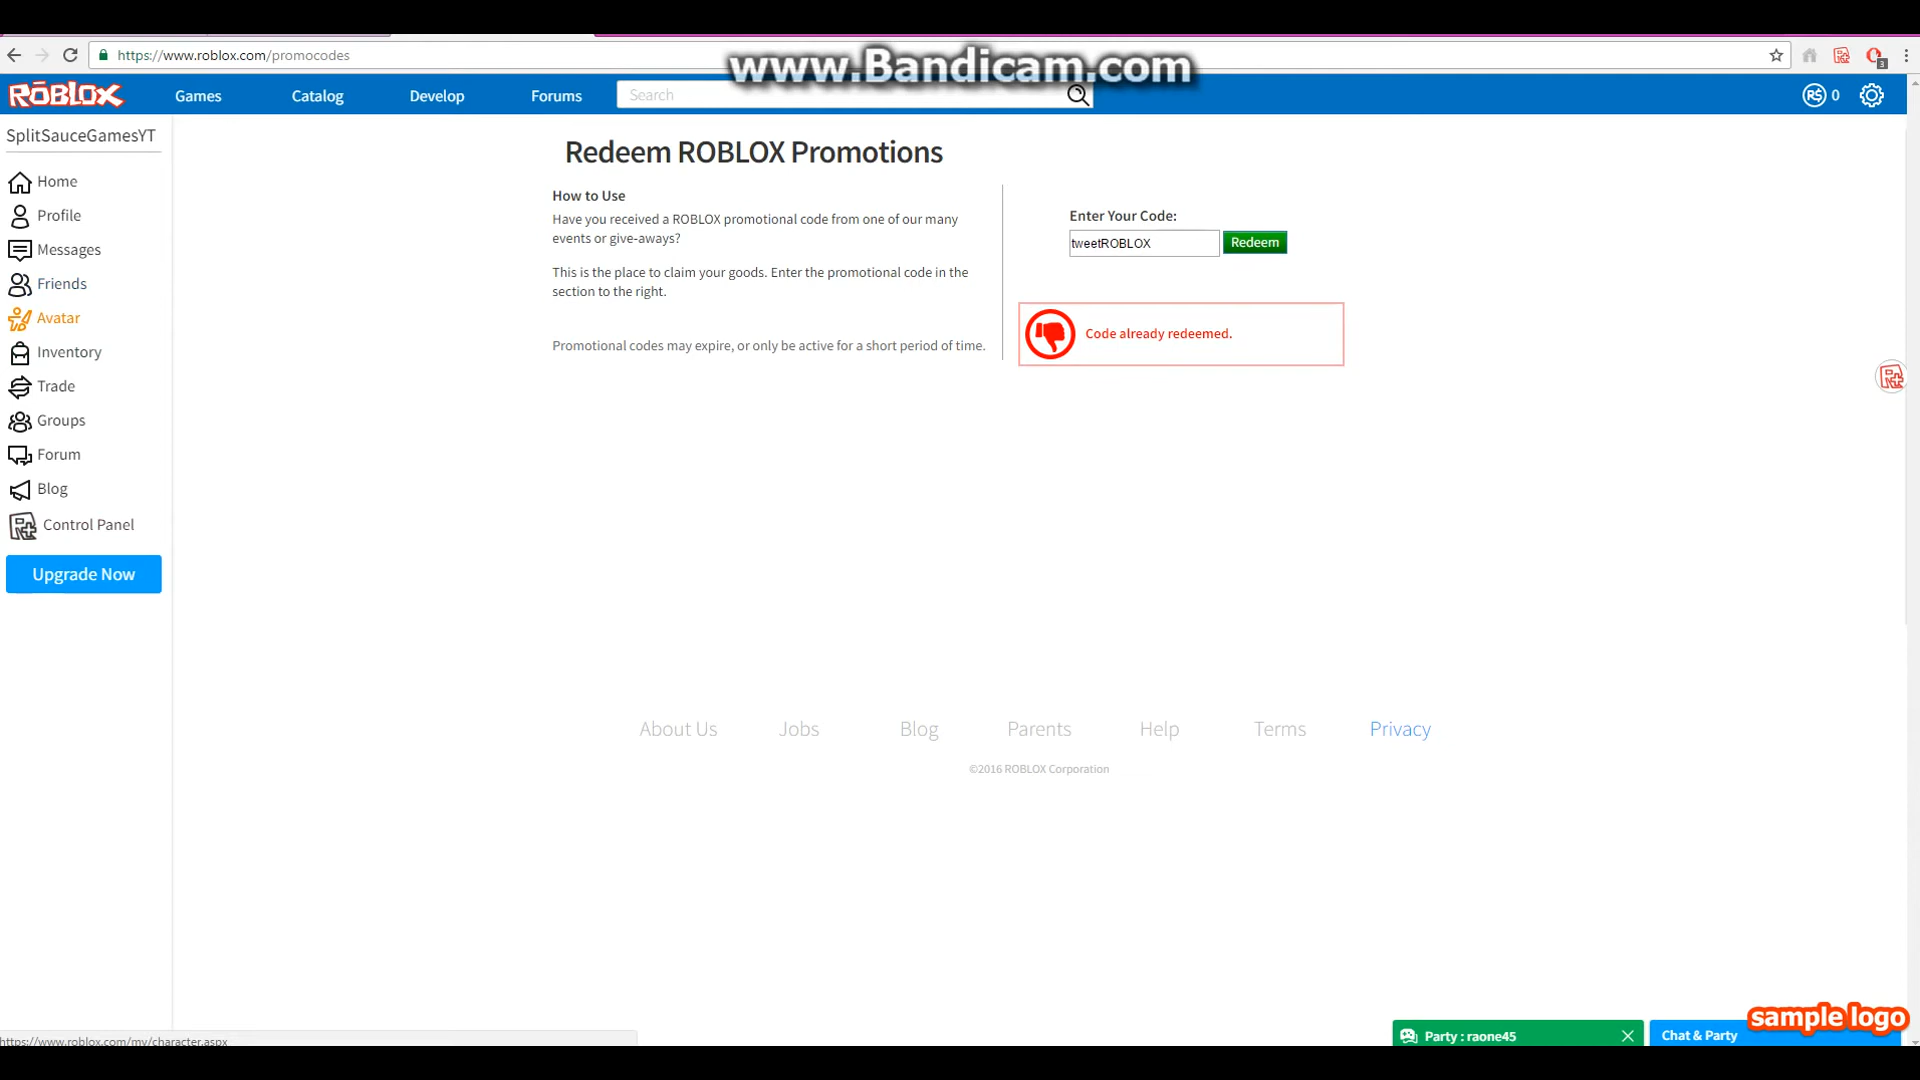 https://www.roblox.com/promocodes
www.Bandicam.com
3
ROBLOX
Games
Catalog
Develop
Forums
Search
R$ 0
SplitSauceGamesYT
Home
Profile
Messages
Friends
Avatar
Inventory
Trade
Groups
Forum
Blog
Control Panel
Upgrade Now
Redeem ROBLOX Promotions
How to Use
Have you received a ROBLOX promotional code from one of our many
events or give-aways?
This is the place to claim your goods. Enter the promotional code in the
section to the right.
Promotional codes may expire, or only be active for a short period of time.
Enter Your Code:
tweetROBLOX
Redeem
Code already redeemed.
About Us
Jobs
Blog
Parents
Help
Terms
Privacy
©2016 ROBLOX Corporation
https://www.roblox.com/my/character.aspx
Party : raone45
Chat & Party
sample logo